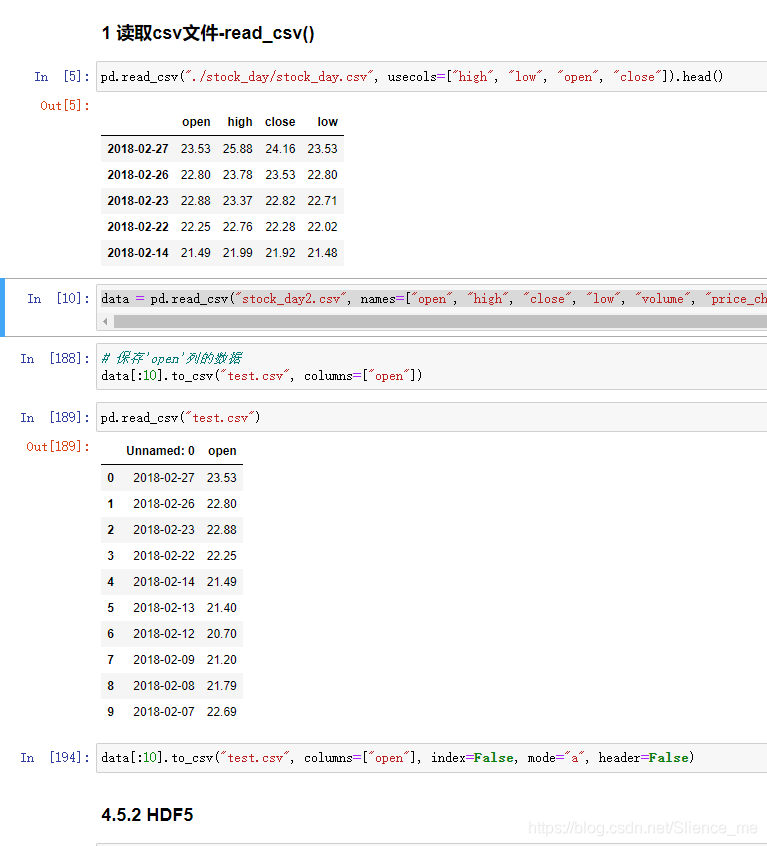 1 读取csv文件-read_csv()
In [5]: pd.read_csv("./stock_day/stock_day.csv", usecols=["high", "low", "open", "close"]).head()
Out[5]:
open high close low
2018-02-27 23.53 25.88 24.16 23.53
2018-02-26 22.80 23.78 23.53 22.80
2018-02-23 22.88 23.37 22.82 22.71
2018-02-22 22.25 22.76 22.28 22.02
2018-02-14 21.49 21.99 21.92 21.48
In [10]: data = pd.read_csv("stock_day2.csv", names=["open", "high", "close", "low", "volume", "price_ch
In [188]: # 保存'open'列的数据
data[:10].to_csv("test.csv", columns=["open"])
In [189]: pd.read_csv("test.csv")
Out[189]:
Unnamed: 0 open
0 2018-02-27 23.53
1 2018-02-26 22.80
2 2018-02-23 22.88
3 2018-02-22 22.25
4 2018-02-14 21.49
5 2018-02-13 21.40
6 2018-02-12 20.70
7 2018-02-09 21.20
8 2018-02-08 21.79
9 2018-02-07 22.69
In [194]: data[:10].to_csv("test.csv", columns=["open"], index=False, mode="a", header=False)
4.5.2 HDF5
https://blog.csdn.net/Slience_me